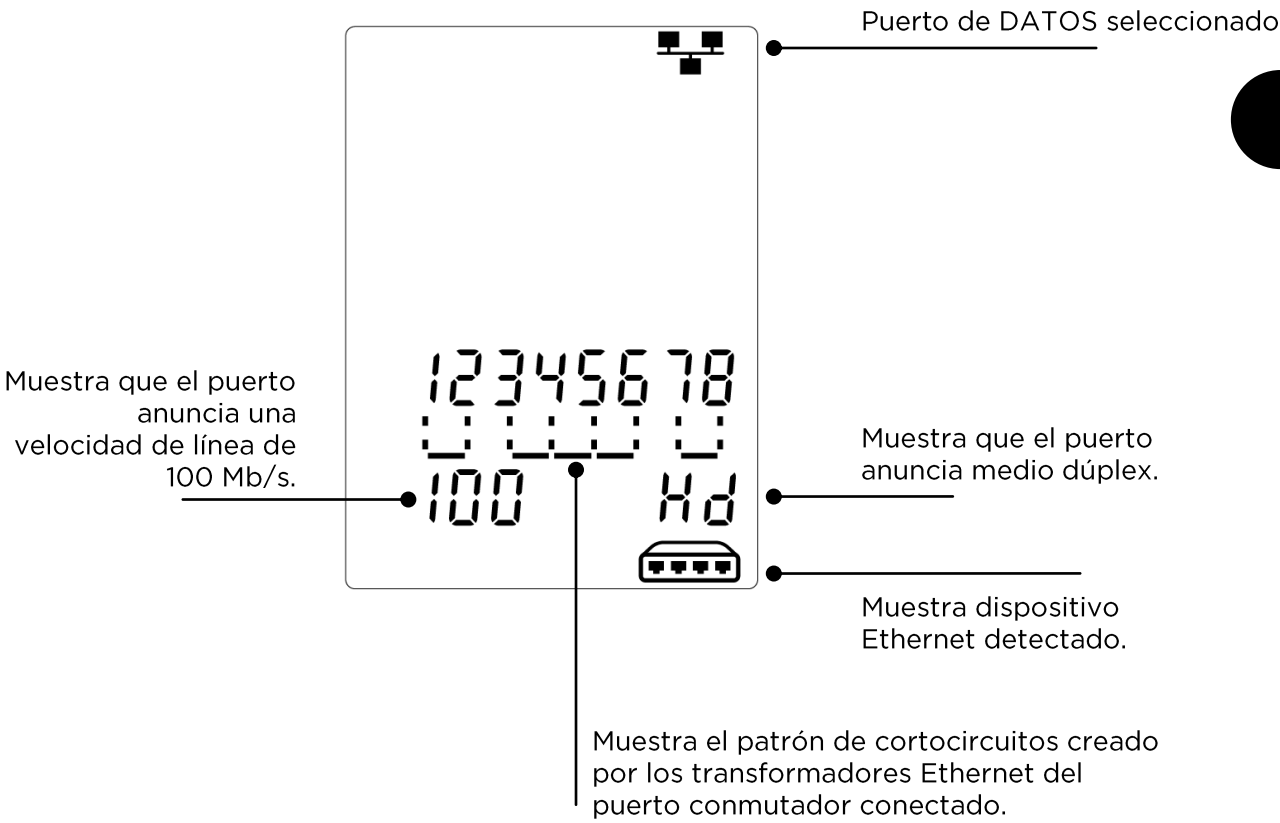 Puerto de DATOS seleccionado
12345678
Muestra que el puerto
anuncia una
velocidad de línea de
100 Mb/s.
100 Hd
Muestra que el puerto
anuncia medio dúplex.
Muestra dispositivo
Ethernet detectado.
Muestra el patrón de cortocircuitos creado
por los transformadores Ethernet del
puerto conmutador conectado.